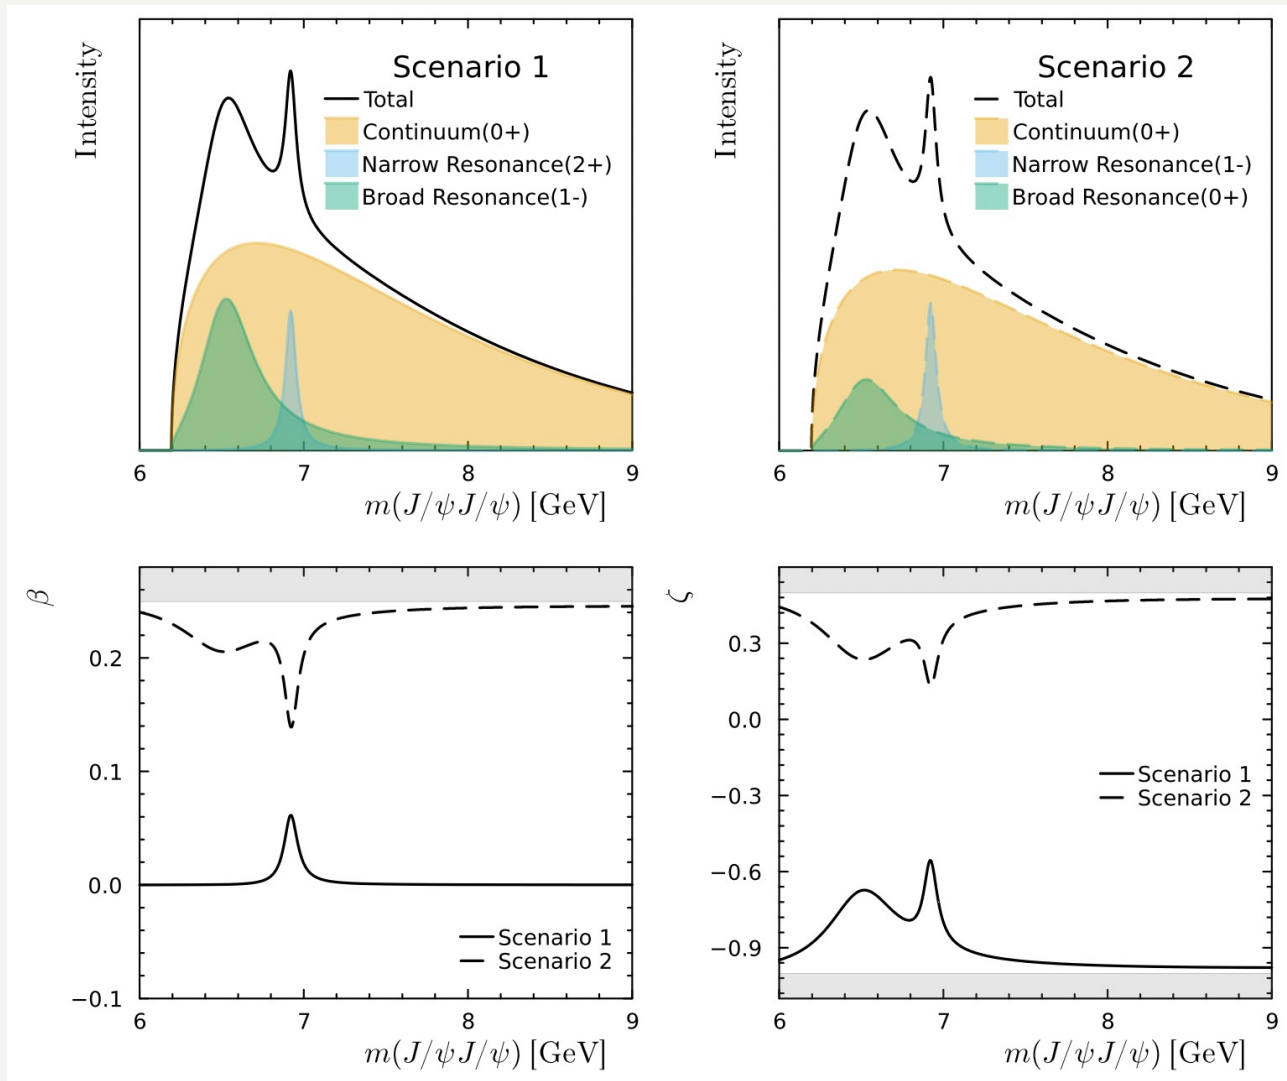 Intensity
Scenario 1
Total
Continuum(0+)
Narrow Resonance(2+)
Broad Resonance(1-)
6 7 8 9
m(J/ψJ/ψ) [GeV]
Intensity
Scenario 2
Total
Continuum(0+)
Narrow Resonance(1-)
Broad Resonance(0+)
6 7 8 9
m(J/ψJ/ψ) [GeV]
β
0.2
0.1
0.0
−0.1
Scenario 1
Scenario 2
6 7 8 9
m(J/ψJ/ψ) [GeV]
ζ
0.3
0.0
−0.3
−0.6
−0.9
Scenario 1
Scenario 2
6 7 8 9
m(J/ψJ/ψ) [GeV]